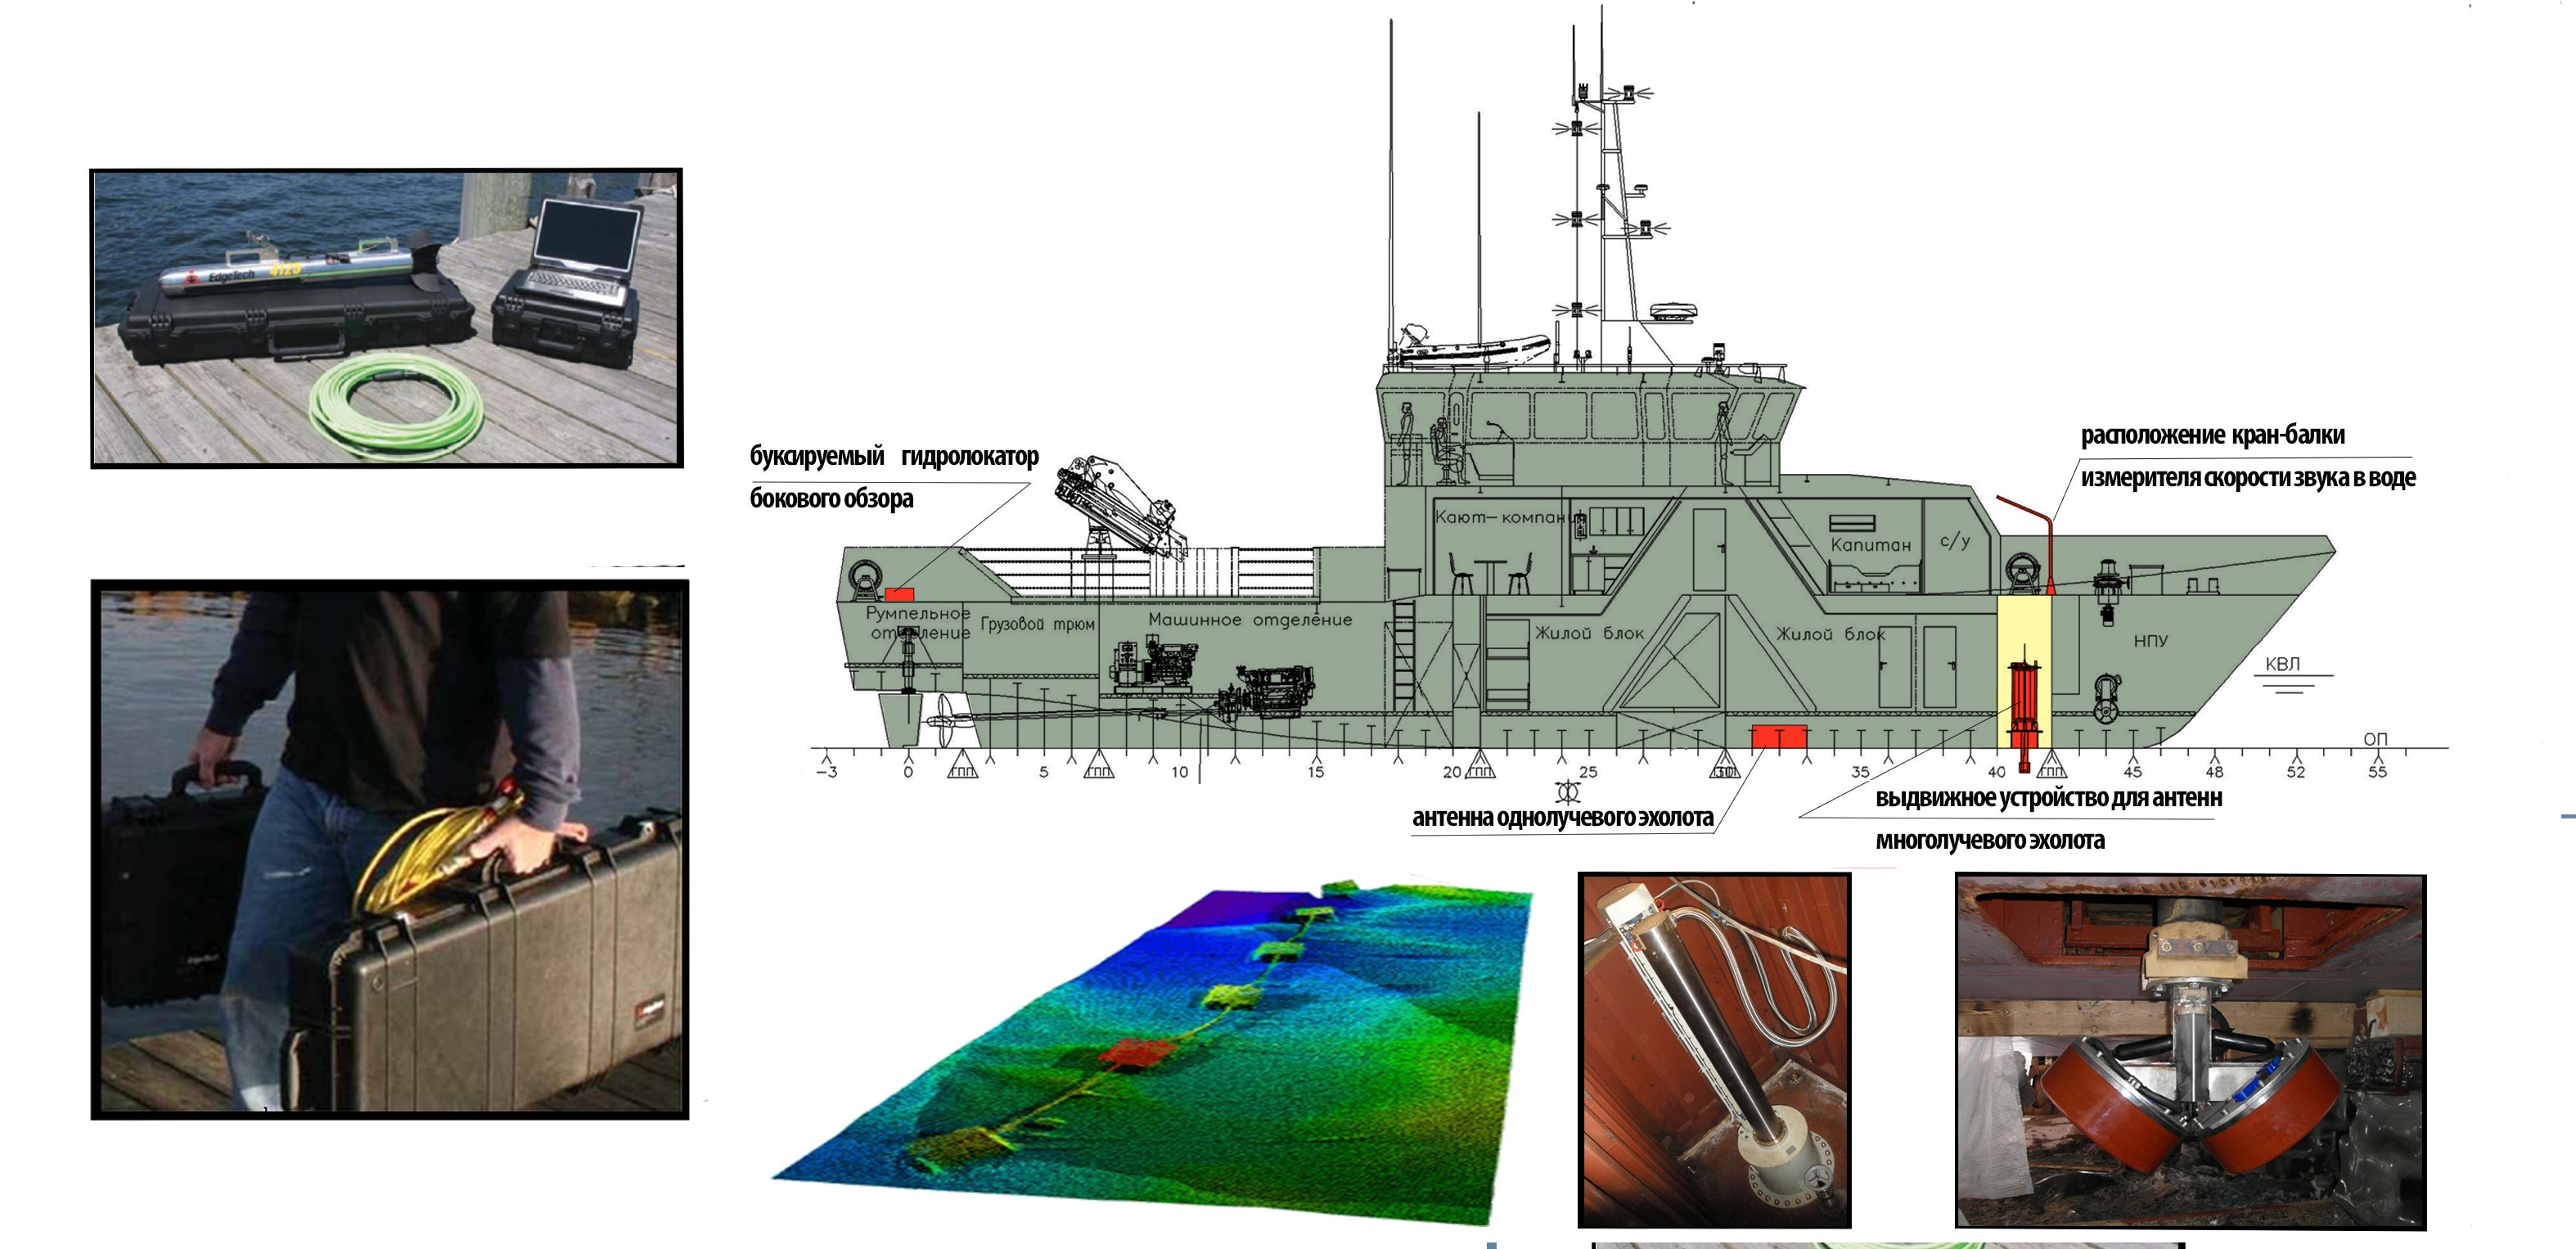 EdgeTech 4125
буксируемый гидролокатор
бокового обзора
расположение кран-балки
измерителя скорости звука в воде
Кают-компания
Капитан
с/у
Румпельное
отделение
Грузовой трюм
Машинное отделение
Жилой блок
Жилой блок
НПУ
КВЛ
ОП
-3 0 ГПП 5 ГПП 10 15 20 ГПП 25 30 ГПП 35 40 ГПП 45 48 52 55
антенна однолучевого эхолота
выдвижное устройство для антенн
многолучевого эхолота